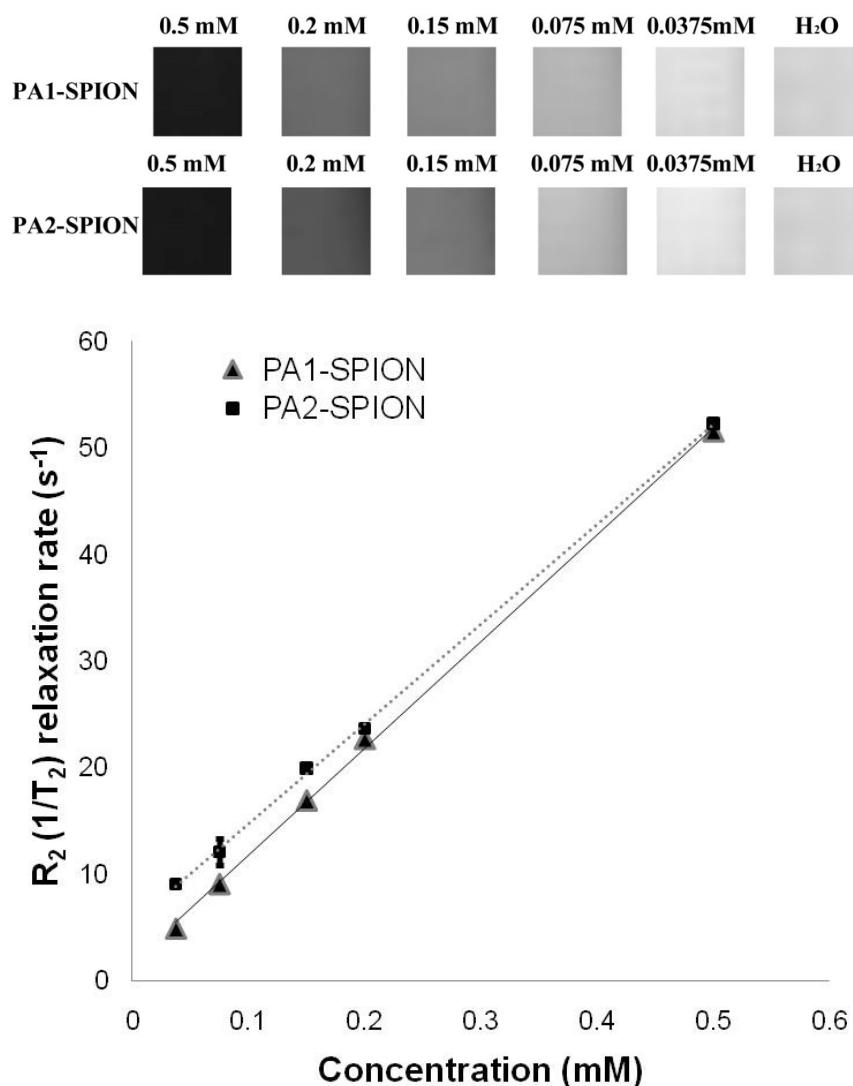 0.5 mM 0.2 mM 0.15 mM 0.075 mM 0.0375 mM H₂O
PA1-SPION
0.5 mM 0.2 mM 0.15 mM 0.075 mM 0.0375mM H₂O
PA2-SPION
60
PA1-SPION
PA2-SPION
50
40
30
20
10
0
R₂ (1/T₂) relaxation rate (s⁻¹)
0 0.1 0.2 0.3 0.4 0.5 0.6
Concentration (mM)